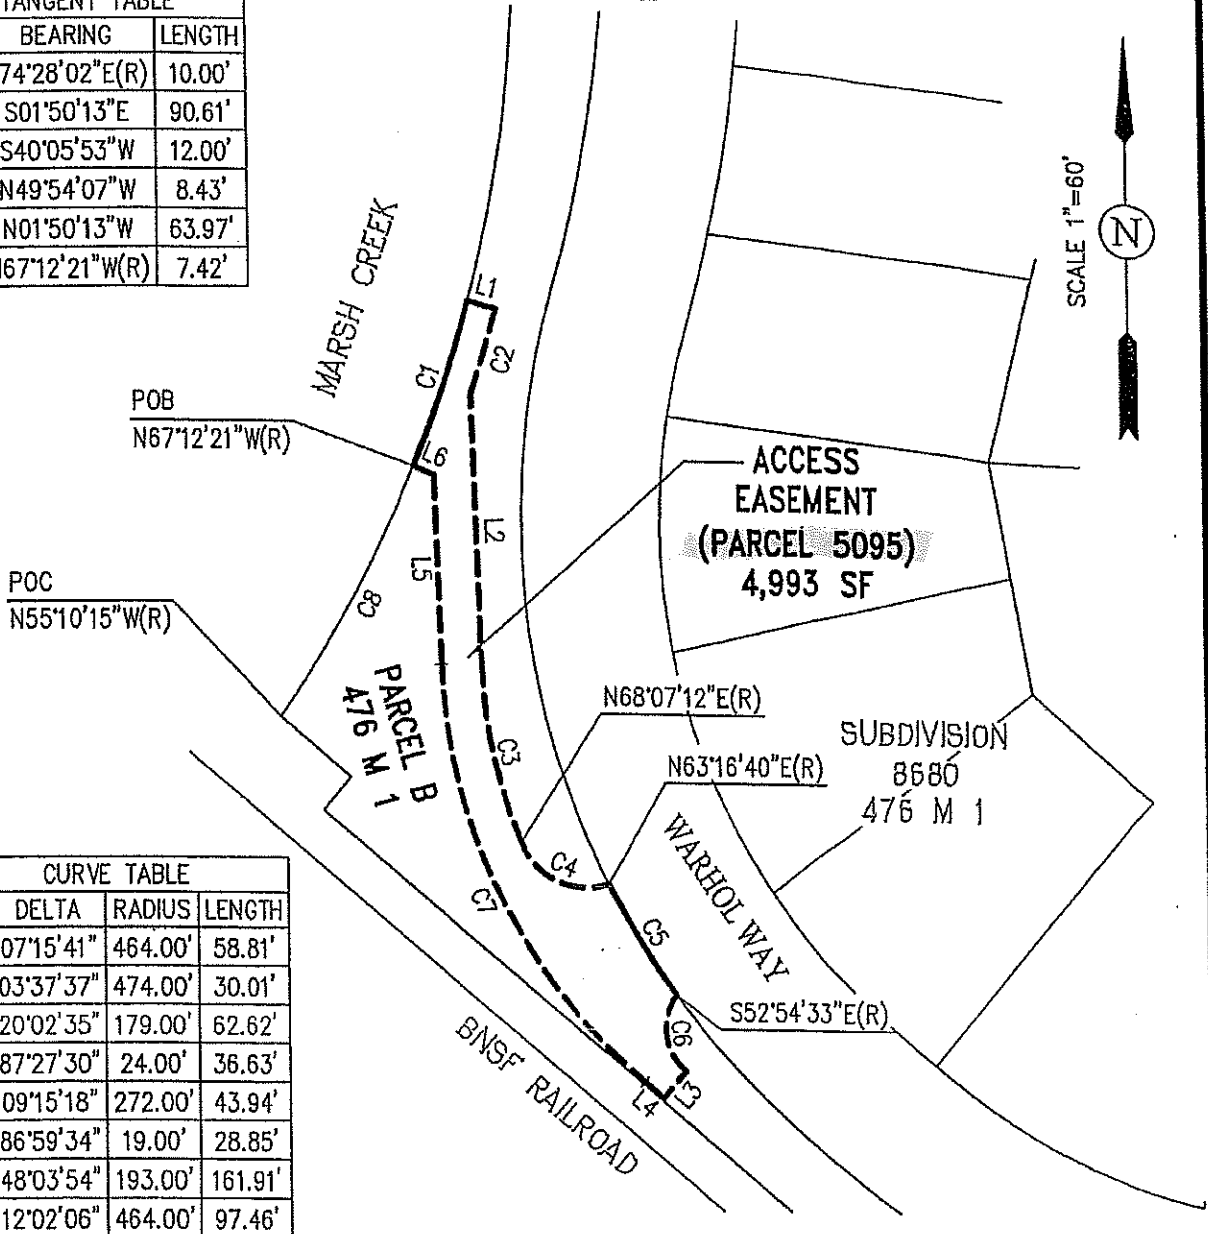 TANGENT TABLE
BEARING LENGTH
74°28'02"E(R) 10.00'
S01°50'13"E 90.61'
S40°05'53"W 12.00'
N49°54'07"W 8.43'
N01°50'13"W 63.97'
N67°12'21"W(R) 7.42'
SCALE 1"=60'
N
MARSH CREEK
L1
C2
C1
POB
N67°12'21"W(R)
L6
ACCESS
EASEMENT
(PARCEL 5095)
4,993 SF
L2
L5
POC
N55°10'15"W(R)
C8
PARCEL B
476 M 1
N68°07'12"E(R)
C3
N63°16'40"E(R)
SUBDIVISION
8680
476 M 1
WARHOL WAY
C4
C7
C5
S52°54'33"E(R)
C6
L3
L4
BNSF RAILROAD
CURVE TABLE
DELTA RADIUS LENGTH
07°15'41" 464.00' 58.81'
03°37'37" 474.00' 30.01'
20°02'35" 179.00' 62.62'
87°27'30" 24.00' 36.63'
09°15'18" 272.00' 43.94'
86°59'34" 19.00' 28.85'
48°03'54" 193.00' 161.91'
12°02'06" 464.00' 97.46'